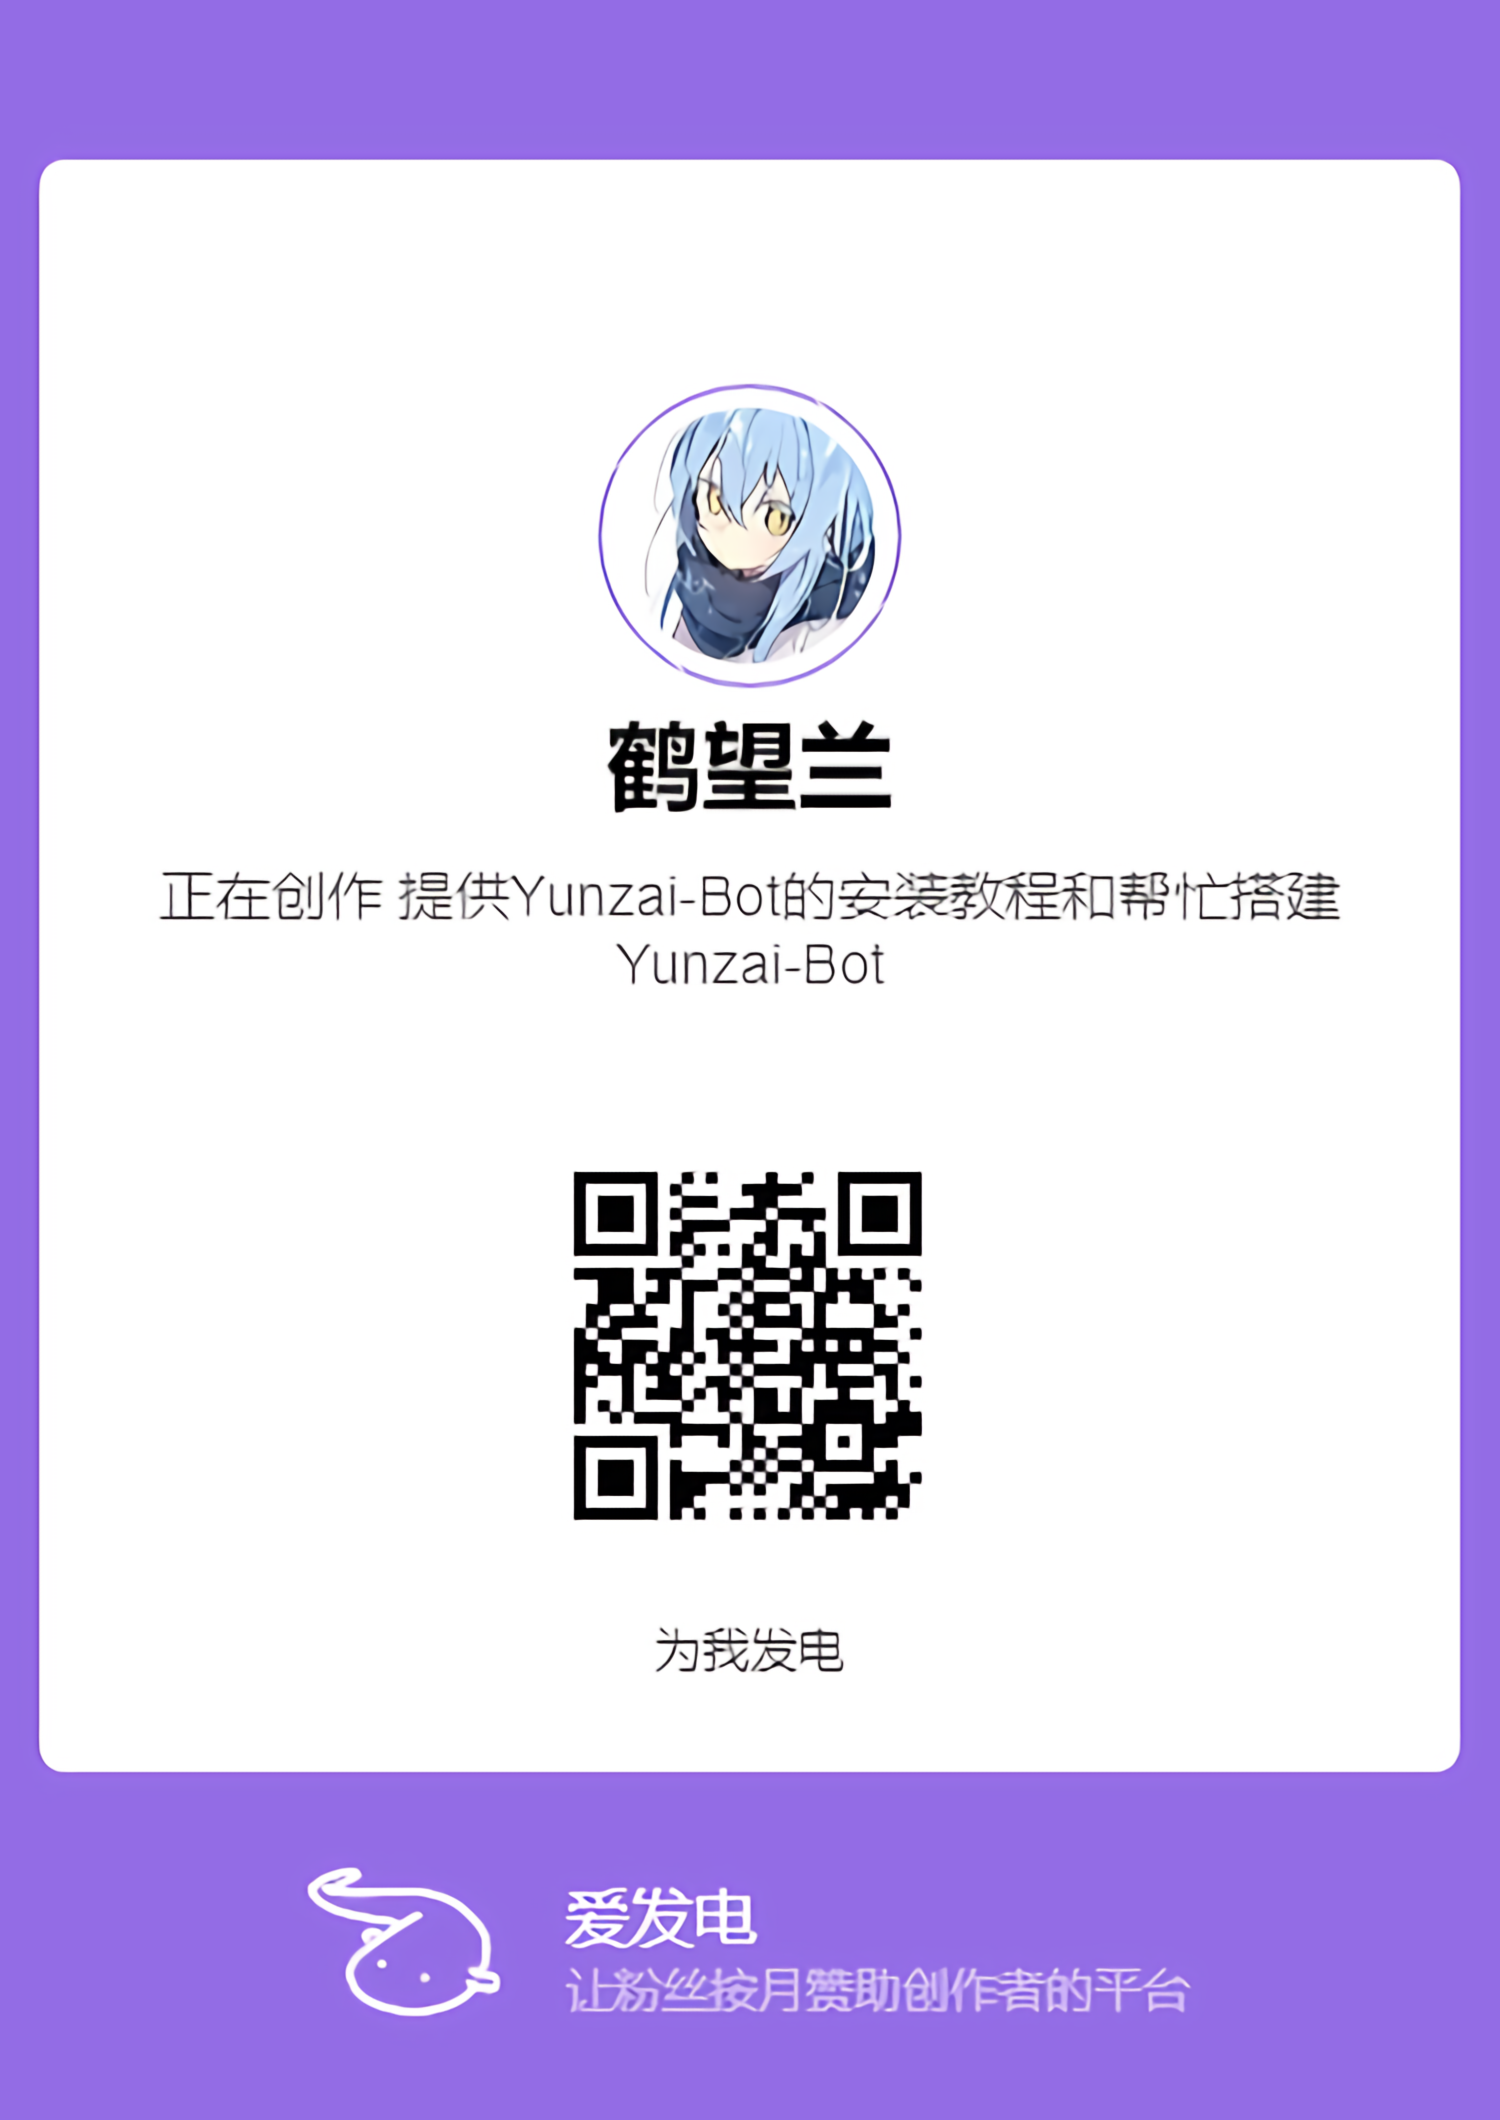 鹤望兰
正在创作 提供Yunzai-Bot的安装教程和帮忙搭建
Yunzai-Bot
为我发电
爱发电
让粉丝按月赞助创作者的平台